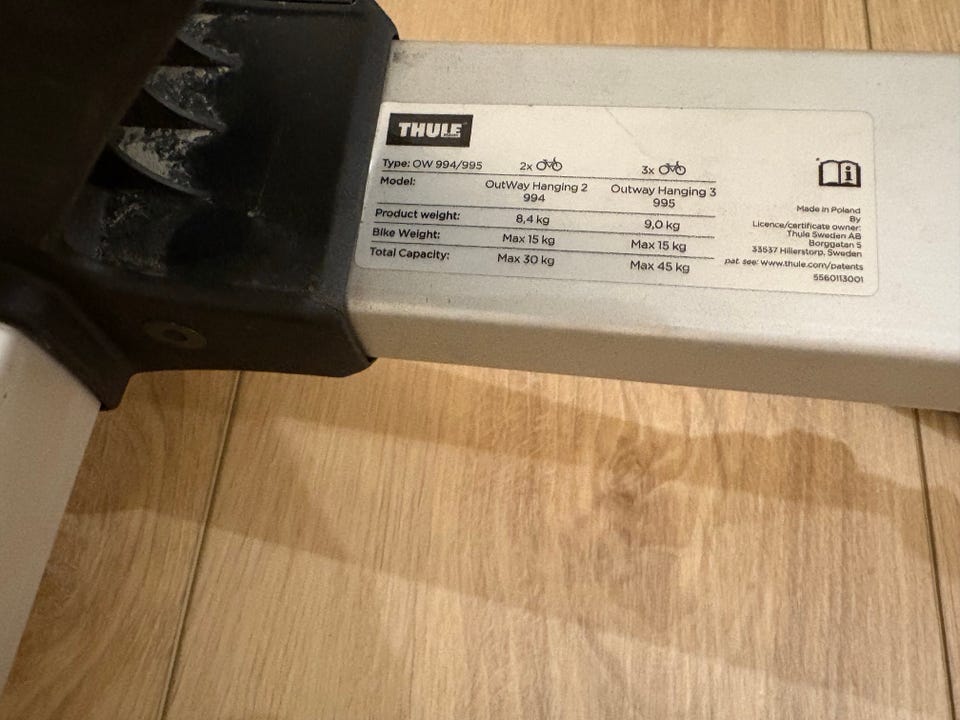 THULE
Type: OW 994/995 2x 3x
Model: OutWay Hanging 2 Outway Hanging 3
994 995
Product weight: 8,4 kg 9,0 kg
Bike Weight: Max 15 kg Max 15 kg
Total Capacity: Max 30 kg Max 45 kg
Made in Poland
By
Licence/certificate owner:
Thule Sweden AB
Borggatan 5
33537 Hillerstorp, Sweden
pat. see: www.thule.com/patents
5560113001